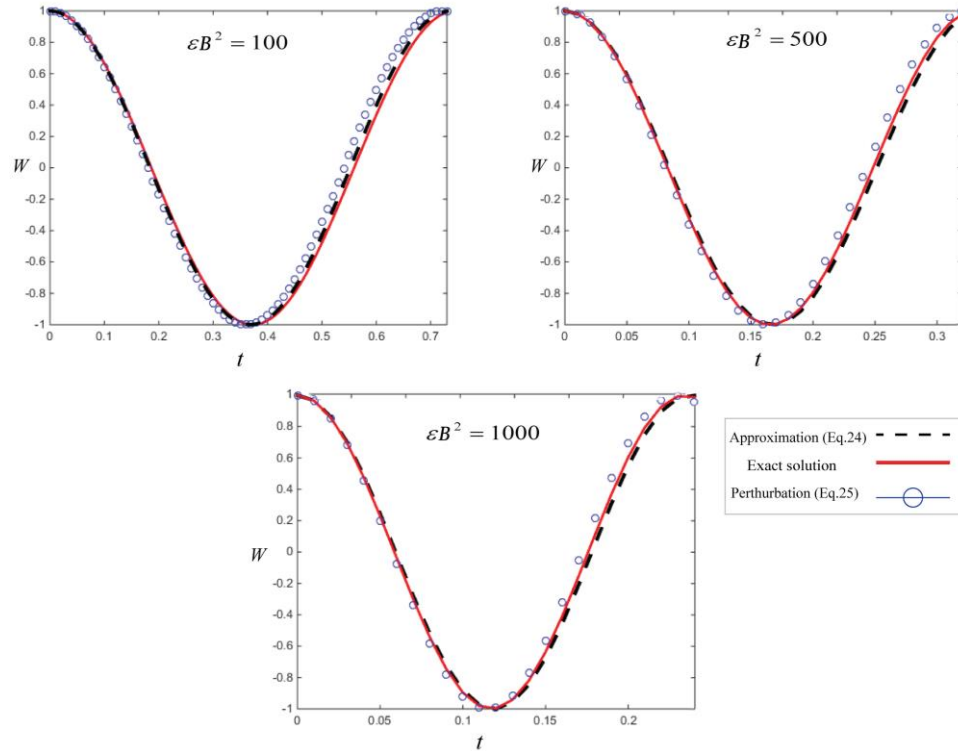 εB² = 100
1
0.8
0.6
0.4
0.2
W 0
-0.2
-0.4
-0.6
-0.8
-1
0 0.1 0.2 0.3 0.4 0.5 0.6 0.7
t
εB² = 500
1
0.8
0.6
0.4
0.2
W 0
-0.2
-0.4
-0.6
-0.8
-1
0 0.05 0.1 0.15 0.2 0.25 0.3
t
εB² = 1000
1
0.8
0.6
0.4
0.2
W 0
-0.2
-0.4
-0.6
-0.8
-1
0 0.05 0.1 0.15 0.2
t
Approximation (Eq.24)
Exact solution
Perthurbation (Eq.25)